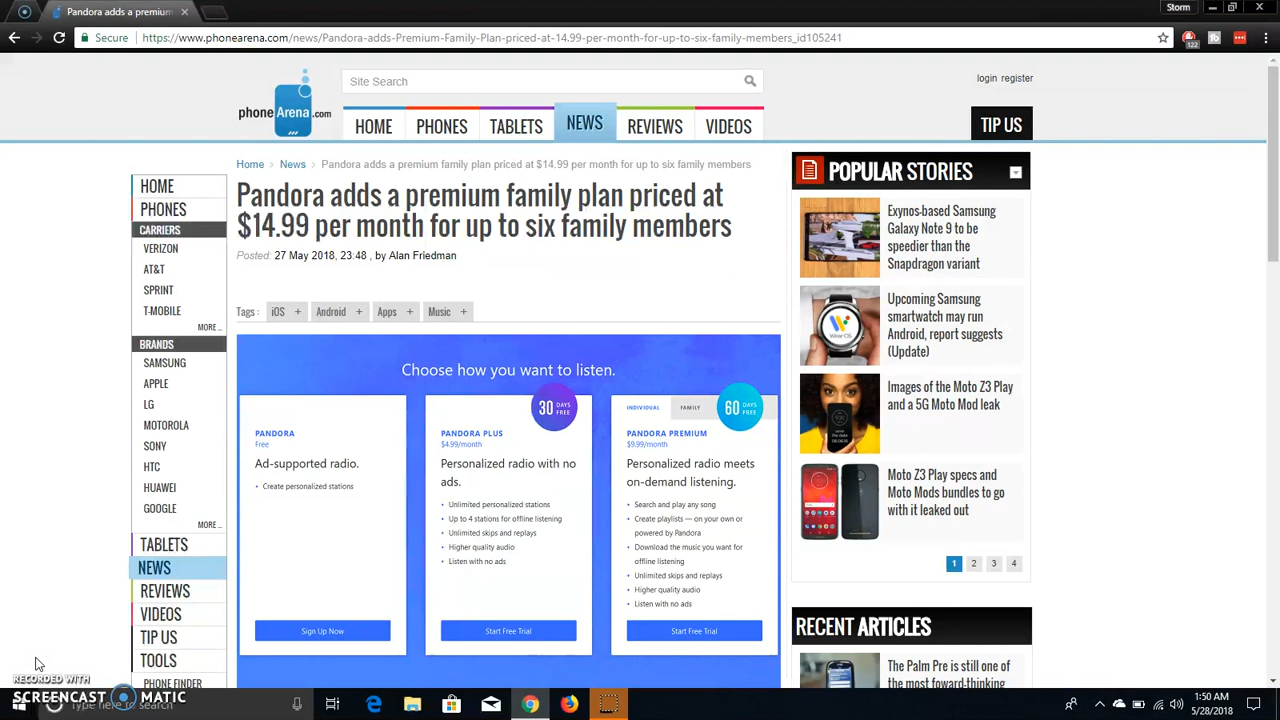 Pandora adds a premium
Storm
Secure
https://www.phonearena.com/news/Pandora-adds-Premium-Family-Plan-priced-at-14.99-per-month-for-up-to-six-family-members_id105241
122
phoneArena.com
Site Search
login register
HOME
PHONES
TABLETS
NEWS
REVIEWS
VIDEOS
TIP US
Home > News > Pandora adds a premium family plan priced at $14.99 per month for up to six family members
HOME
PHONES
CARRIERS
VERIZON
AT&T
SPRINT
T-MOBILE
MORE ...
BRANDS
SAMSUNG
APPLE
LG
MOTOROLA
SONY
HTC
HUAWEI
GOOGLE
MORE ...
TABLETS
NEWS
REVIEWS
VIDEOS
TIP US
TOOLS
PHONE FINDER
Pandora adds a premium family plan priced at
$14.99 per month for up to six family members
Posted: 27 May 2018, 23:48 , by Alan Friedman
Tags : iOS + Android + Apps + Music +
Choose how you want to listen.
PANDORA
Free
Ad-supported radio.
• Create personalized stations
Sign Up Now
30 DAYS FREE
PANDORA PLUS
$4.99/month
Personalized radio with no
ads.
• Unlimited personalized stations
• Up to 4 stations for offline listening
• Unlimited skips and replays
• Higher quality audio
• Listen with no ads
Start Free Trial
INDIVIDUAL
FAMILY
60 DAYS FREE
PANDORA PREMIUM
$9.99/month
Personalized radio meets
on-demand listening.
• Search and play any song
• Create playlists — on your own or
powered by Pandora
• Download the music you want for
offline listening
• Unlimited skips and replays
• Higher quality audio
• Listen with no ads
Start Free Trial
POPULAR STORIES
Exynos-based Samsung
Galaxy Note 9 to be
speedier than the
Snapdragon variant
Wear OS
Upcoming Samsung
smartwatch may run
Android, report suggests
(Update)
Images of the Moto Z3 Play
and a 5G Moto Mod leak
Moto Z3 Play specs and
Moto Mods bundles to go
with it leaked out
1 2 3 4
RECENT ARTICLES
The Palm Pre is still one of
the most foward-thinking
RECORDED WITH
SCREENCAST MATIC
Type here to search
1:50 AM
5/28/2018